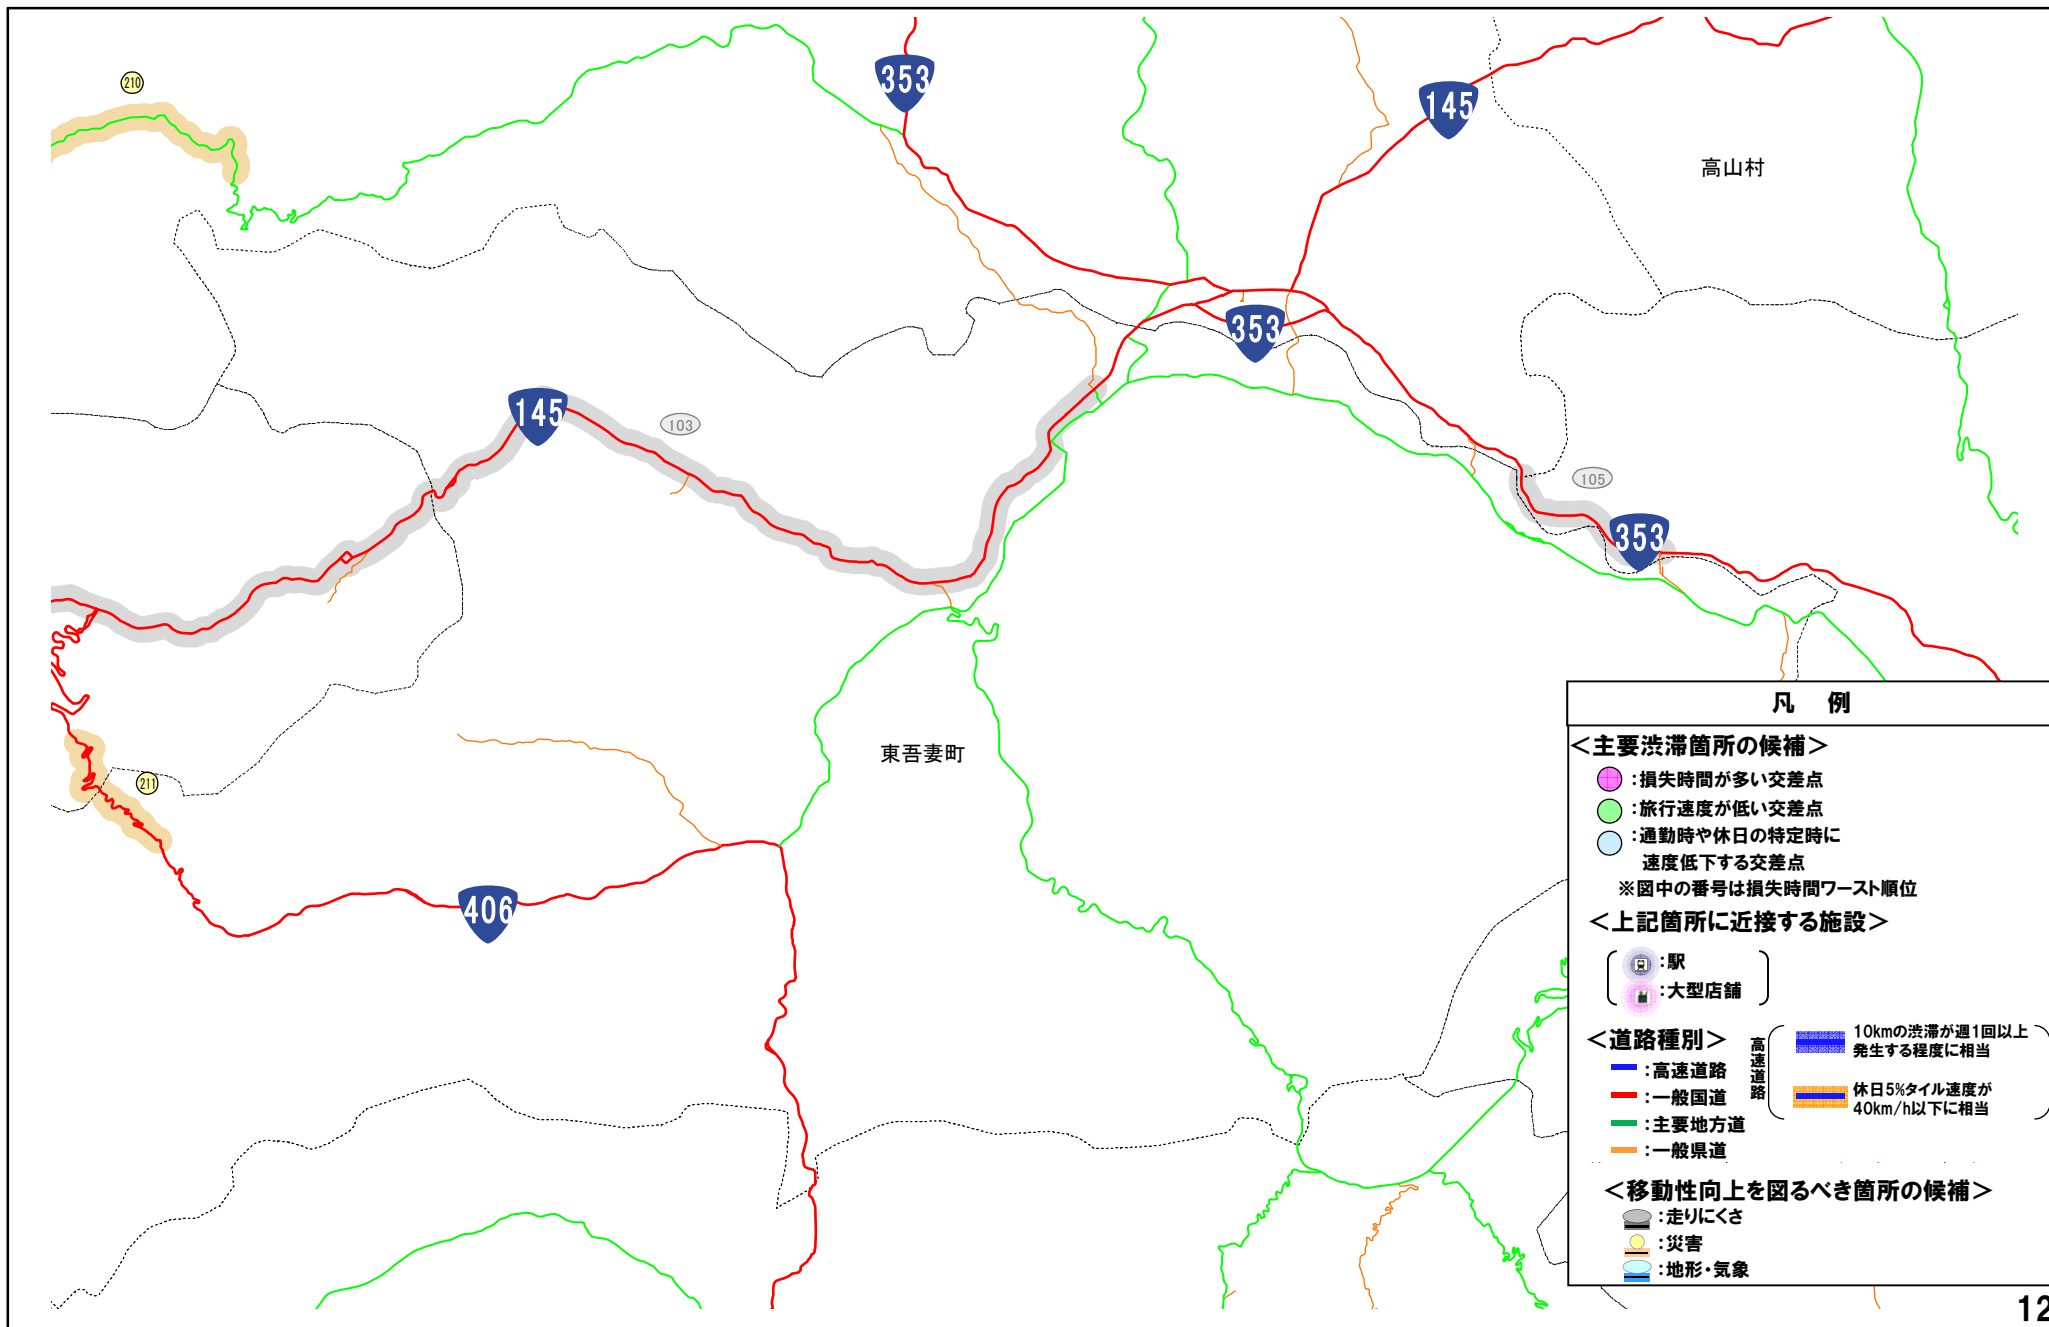 210
353
145
高山村
353
145
103
105
353
東吾妻町
211
406
凡 例
＜主要渋滞箇所の候補＞
：損失時間が多い交差点
：旅行速度が低い交差点
：通勤時や休日の特定時に
速度低下する交差点
※図中の番号は損失時間ワースト順位
＜上記箇所に近接する施設＞
：駅
：大型店舗
＜道路種別＞
：高速道路
：一般国道
：主要地方道
：一般県道
高速道路
10kmの渋滞が週1回以上
発生する程度に相当
休日5%タイル速度が
40km/h以下に相当
＜移動性向上を図るべき箇所の候補＞
：走りにくさ
：災害
：地形・気象
12